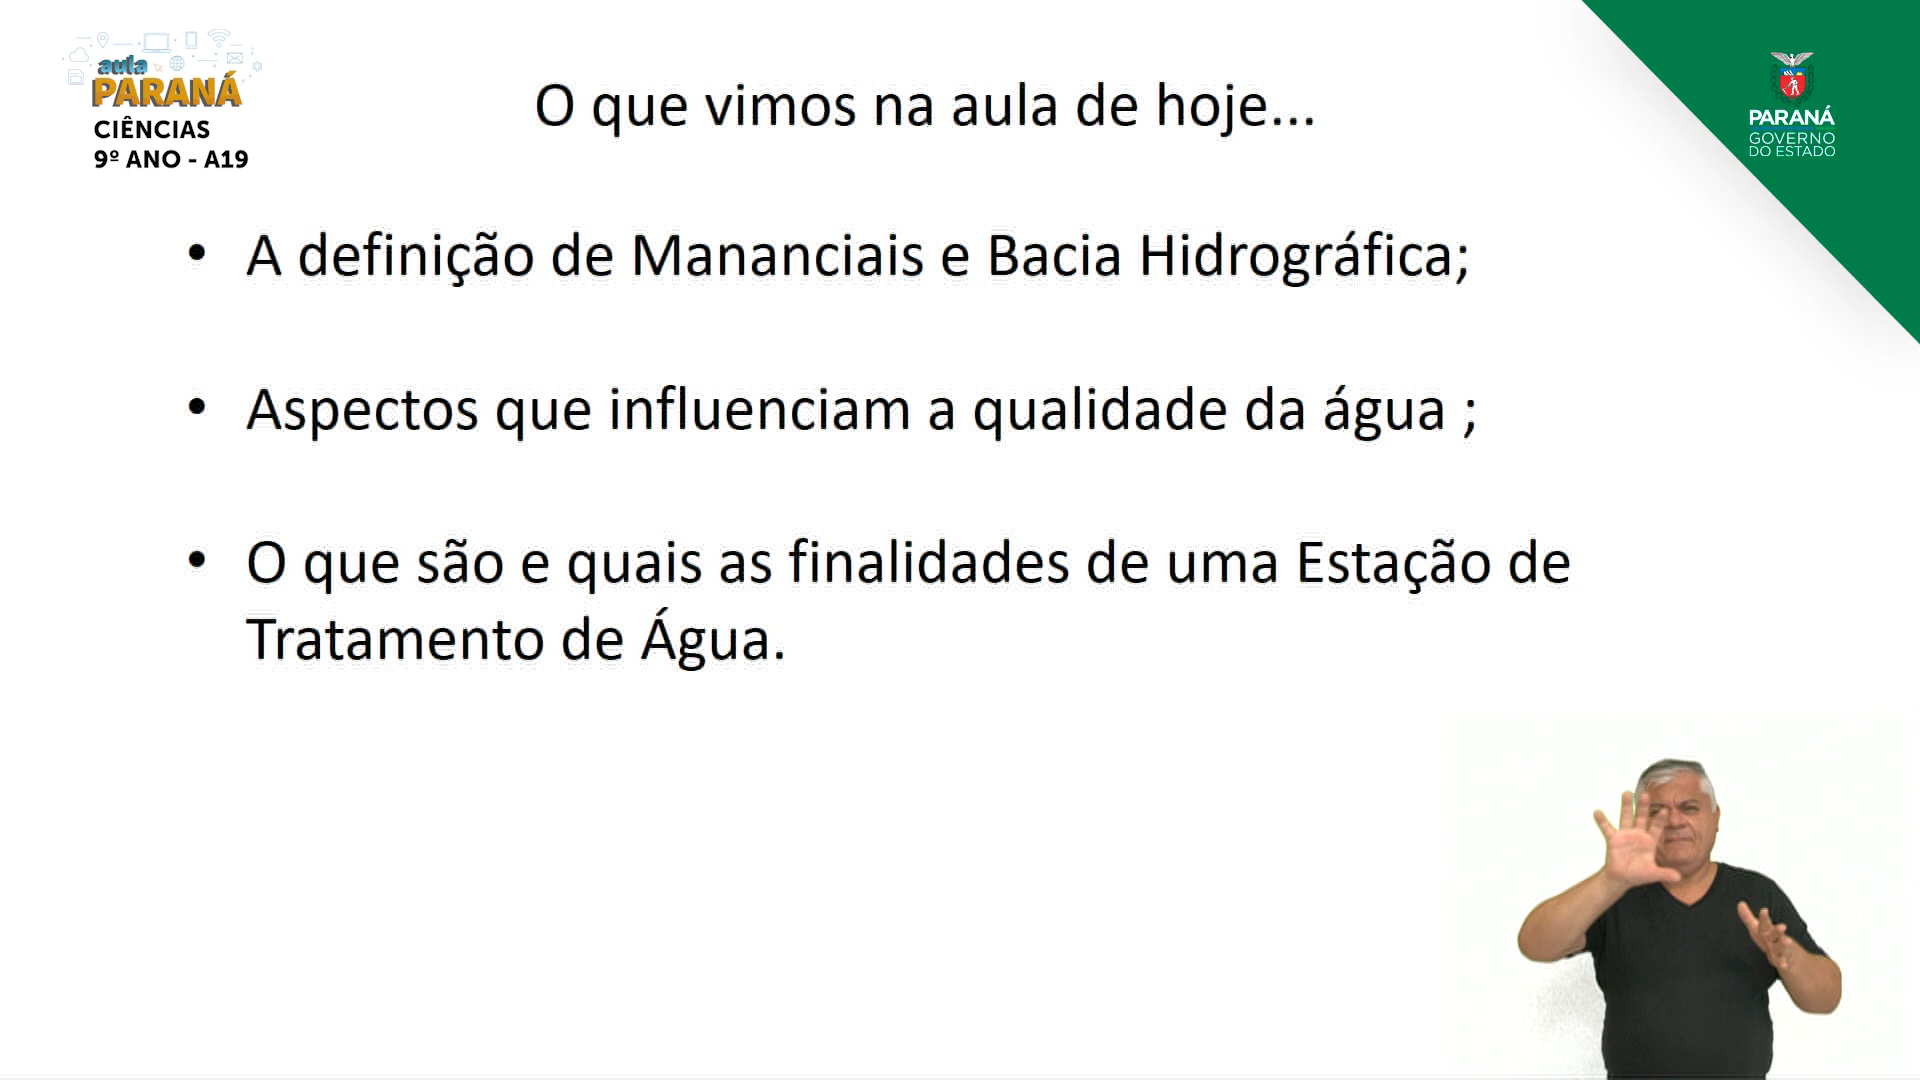 aula
PARANÁ
CIÊNCIAS
9º ANO - A19
O que vimos na aula de hoje...
PARANÁ
GOVERNO
DO ESTADO
• A definição de Mananciais e Bacia Hidrográfica;
• Aspectos que influenciam a qualidade da água ;
• O que são e quais as finalidades de uma Estação de
Tratamento de Água.